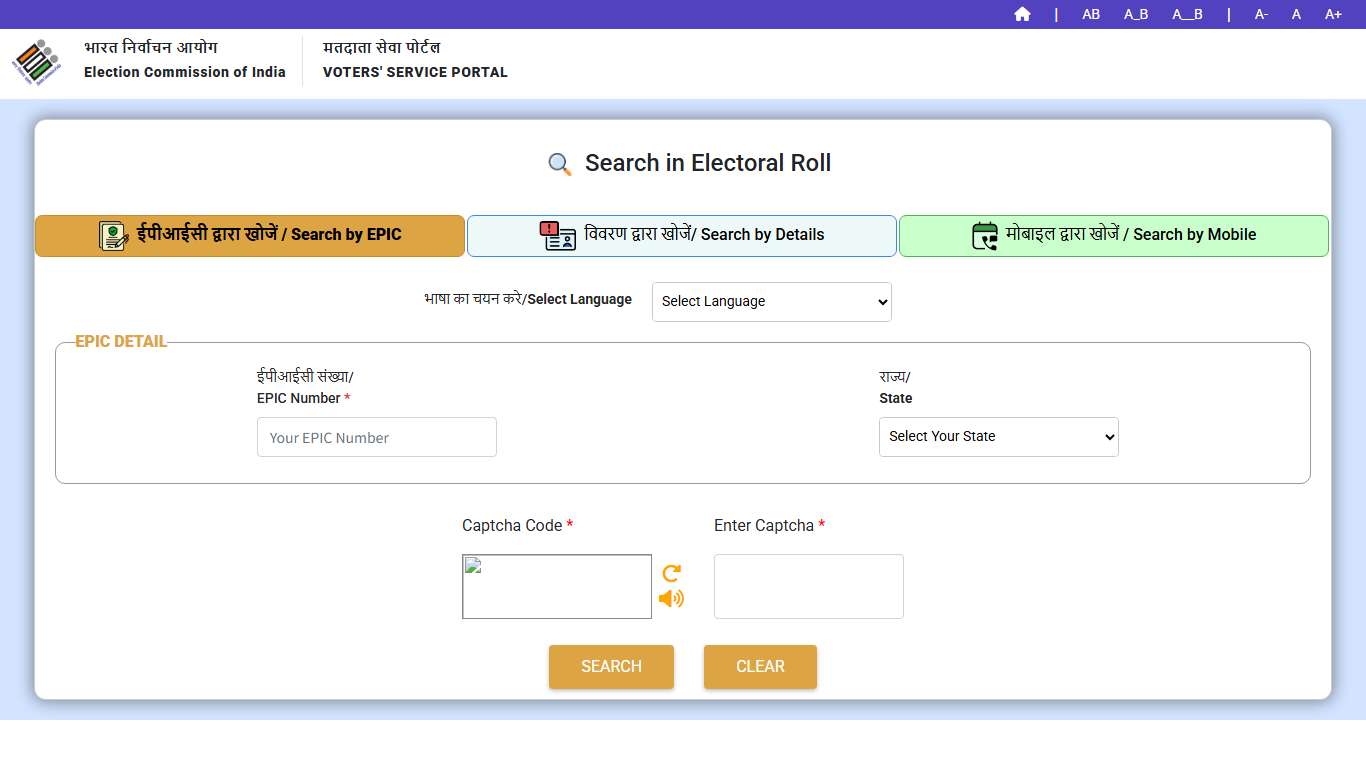 | AB A_B A__B | A- A A+
भारत निर्वाचन आयोग
Election Commission of India
मतदाता सेवा पोर्टल
VOTERS' SERVICE PORTAL
Search in Electoral Roll
ईपीआईसी द्वारा खोजें / Search by EPIC
विवरण द्वारा खोजें/ Search by Details
मोबाइल द्वारा खोजें / Search by Mobile
भाषा का चयन करे/Select Language
Select Language
EPIC DETAIL
ईपीआईसी संख्या/
EPIC Number *
Your EPIC Number
राज्य/
State
Select Your State
Captcha Code *
Enter Captcha *
SEARCH
CLEAR